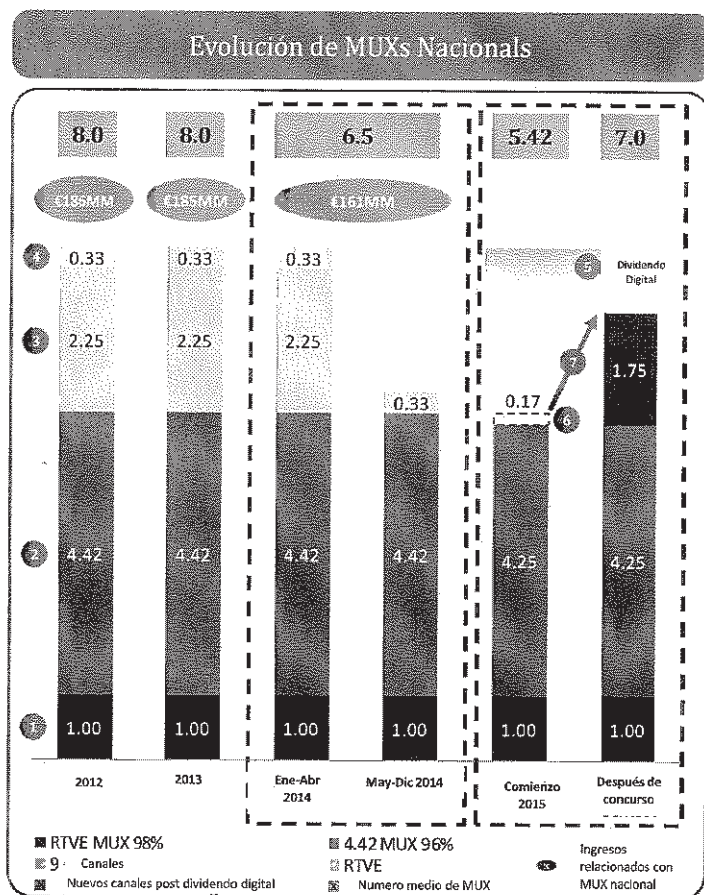 Evolución de MUXs Nacionals
8.0 8.0 6.5 5.42 7.0
€185MM €161MM
4 0.33 0.33 0.33 5 Dividendo
Digital
3 2.25 2.25 2.25 7 1.75
0.33 0.17
6
2 4.42 4.42 4.42 4.42 4.25 4.25
1 1.00 1.00 1.00 1.00 1.00 1.00
2012 2013 Ene-Abr
2014 May-Dic 2014 Comienzo
2015 Después de
concurso
RTVE MUX 98% 4.42 MUX 96% Ingresos
relacionados con
MUX nacional
9 Canales RTVE
Nuevos canales post dividendo digital Numero medio de MUX